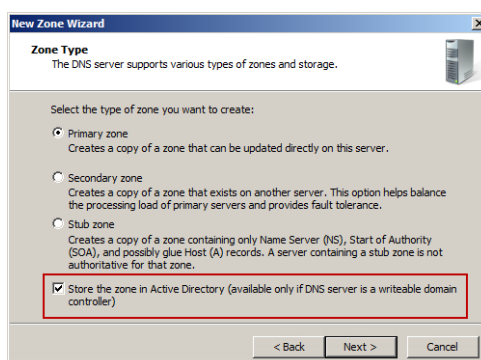 New Zone Wizard
Zone Type
The DNS server supports various types of zones and storage.
Select the type of zone you want to create:
Primary zone
Creates a copy of a zone that can be updated directly on this server.
Secondary zone
Creates a copy of a zone that exists on another server. This option helps balance
the processing load of primary servers and provides fault tolerance.
Stub zone
Creates a copy of a zone containing only Name Server (NS), Start of Authority
(SOA), and possibly glue Host (A) records. A server containing a stub zone is not
authoritative for that zone.
Store the zone in Active Directory (available only if DNS server is a writeable domain
controller)
< Back Next > Cancel